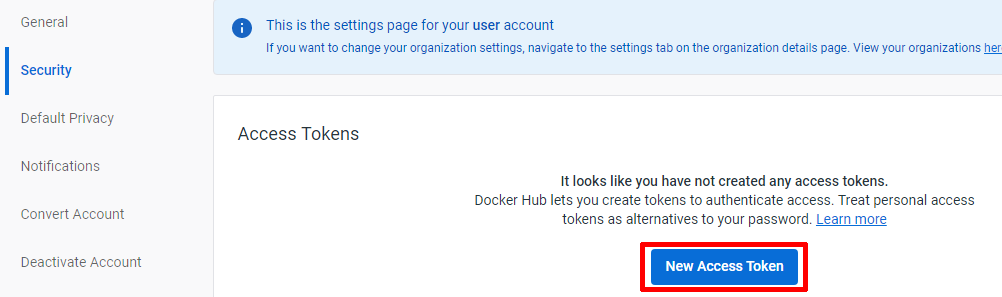 General
Security
Default Privacy
Notifications
Convert Account
Deactivate Account
This is the settings page for your user account
If you want to change your organization settings, navigate to the settings tab on the organization details page. View your organizations her
Access Tokens
It looks like you have not created any access tokens.
Docker Hub lets you create tokens to authenticate access. Treat personal access
tokens as alternatives to your password. Learn more
New Access Token